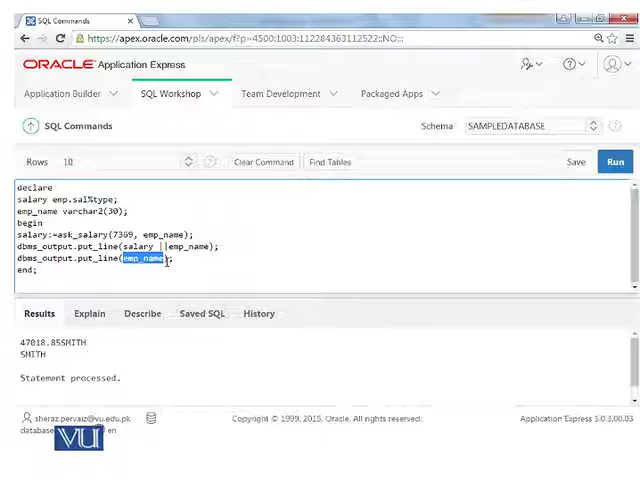 SQL Commands
https://apex.oracle.com/pls/apex/f?p=4500:1003:112284363112522::NO:::
ORACLE Application Express
Application Builder SQL Workshop Team Development Packaged Apps
SQL Commands Schema SAMPLEDATABASE
Rows 10 Clear Command Find Tables Save Run
declare
salary emp.sal%type;
emp_name varchar2(30);
begin
salary:=ask_salary(7369, emp_name);
dbms_output.put_line(salary ||emp_name);
dbms_output.put_line(emp_name);
end;
Results Explain Describe Saved SQL History
47018.85SMITH
SMITH
Statement processed.
sheraz.pervaiz@vu.edu.pk Copyright © 1999, 2015, Oracle. All rights reserved. Application Express 5.0.3.00.03
database en
VU